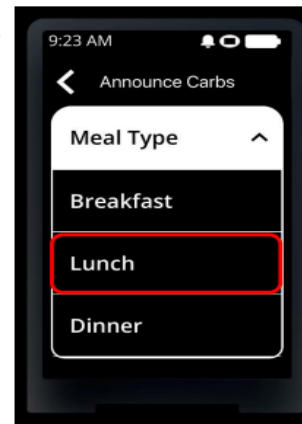 9:23 AM
Announce Carbs
Meal Type
Breakfast
Lunch
Dinner